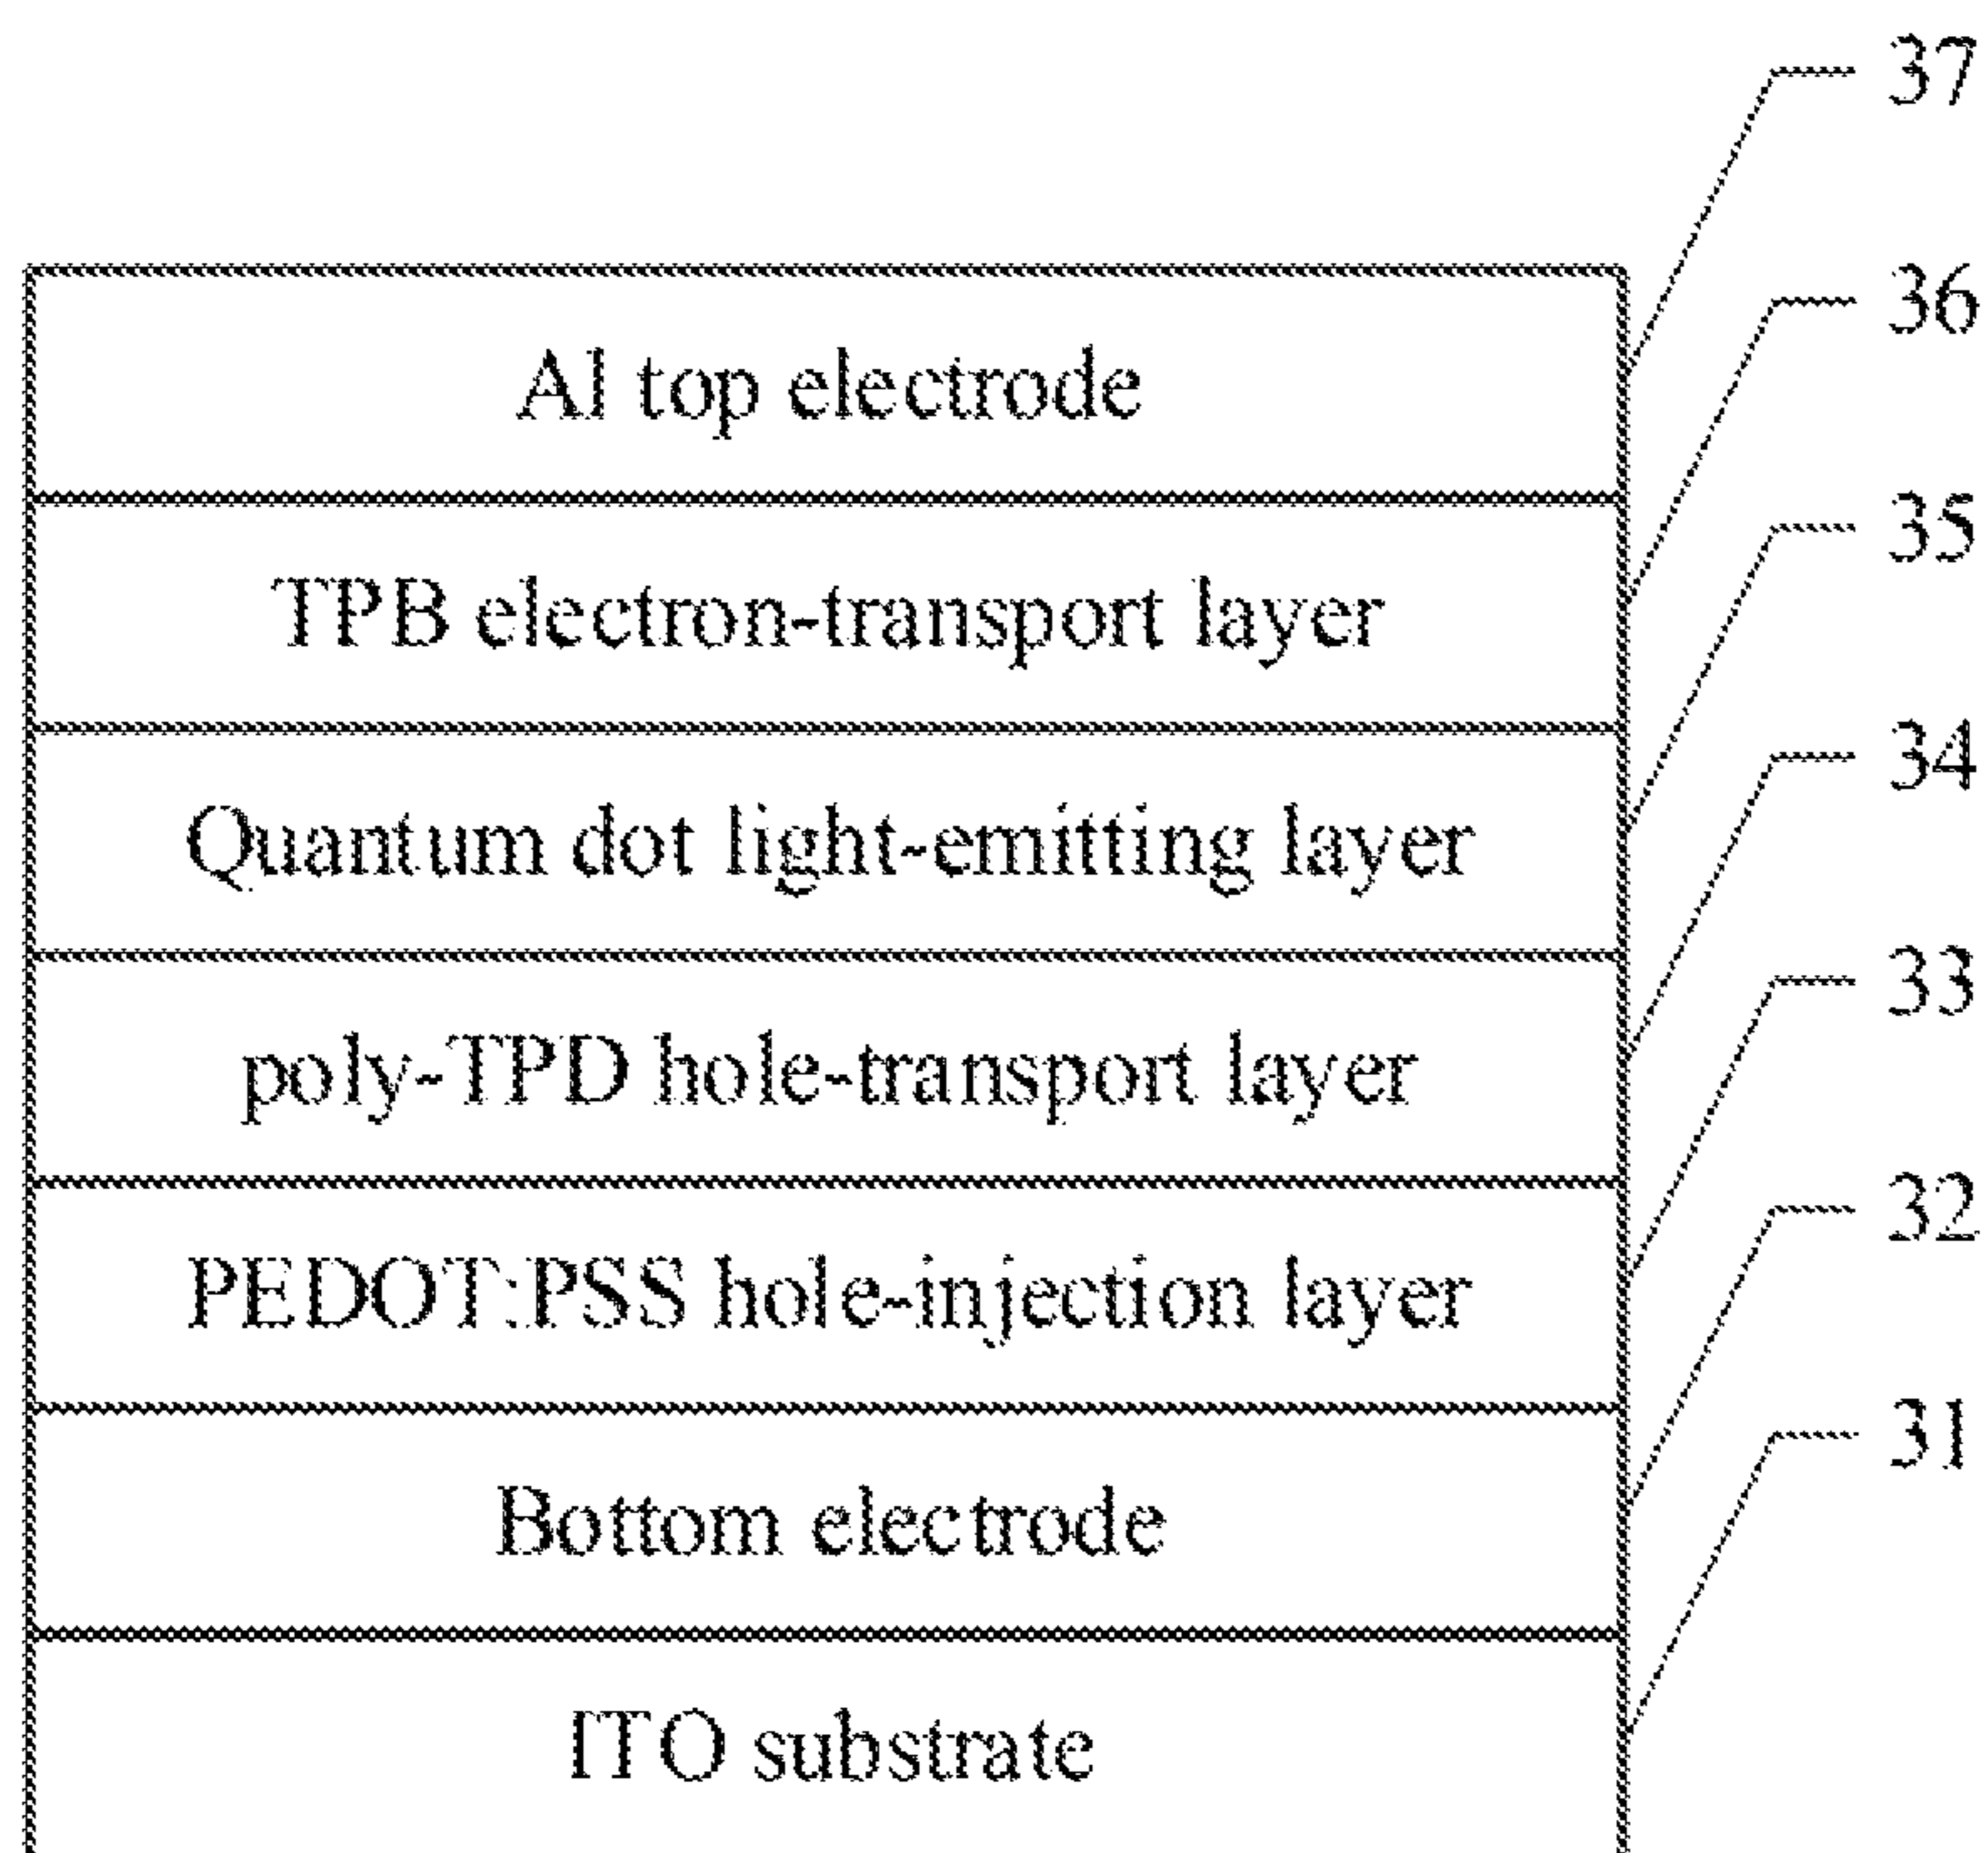 37
36
Al top electrode
35
TPB electron-transport layer
34
Quantum dot light-emitting layer
33
poly-TPD hole-transport layer
32
PEDOT:PSS hole-injection layer
31
Bottom electrode
ITO substrate